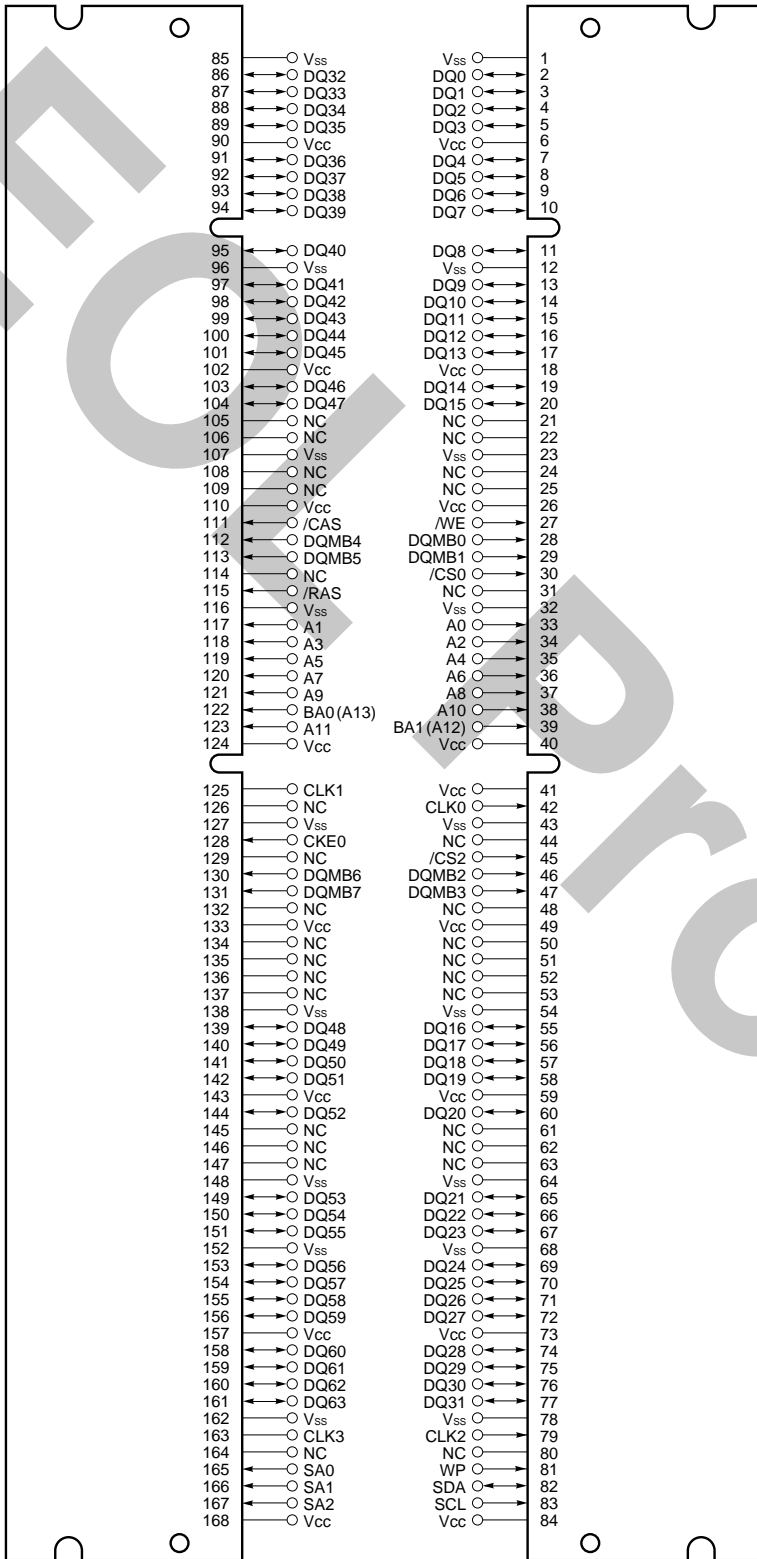 85 Vss Vss 1
86 DQ32 DQ0 2
87 DQ33 DQ1 3
88 DQ34 DQ2 4
89 DQ35 DQ3 5
90 Vcc Vcc 6
91 DQ36 DQ4 7
92 DQ37 DQ5 8
93 DQ38 DQ6 9
94 DQ39 DQ7 10
95 DQ40 DQ8 11
96 Vss Vss 12
97 DQ41 DQ9 13
98 DQ42 DQ10 14
99 DQ43 DQ11 15
100 DQ44 DQ12 16
101 DQ45 DQ13 17
102 Vcc Vcc 18
103 DQ46 DQ14 19
104 DQ47 DQ15 20
105 NC NC 21
106 NC NC 22
107 Vss Vss 23
108 NC NC 24
109 NC NC 25
110 Vcc Vcc 26
111 /CAS /WE 27
112 DQMB4 DQMB0 28
113 DQMB5 DQMB1 29
114 NC /CS0 30
115 /RAS NC 31
116 Vss Vss 32
117 A1 A0 33
118 A3 A2 34
119 A5 A4 35
120 A7 A6 36
121 A9 A8 37
122 BA0 (A13) A10 38
123 A11 BA1 (A12) 39
124 Vcc Vcc 40
125 CLK1 Vcc 41
126 NC CLK0 42
127 Vss Vss 43
128 CKE0 NC 44
129 NC /CS2 45
130 DQMB6 DQMB2 46
131 DQMB7 DQMB3 47
132 NC NC 48
133 Vcc Vcc 49
134 NC NC 50
135 NC NC 51
136 NC NC 52
137 NC NC 53
138 Vss Vss 54
139 DQ48 DQ16 55
140 DQ49 DQ17 56
141 DQ50 DQ18 57
142 DQ51 DQ19 58
143 Vcc Vcc 59
144 DQ52 DQ20 60
145 NC NC 61
146 NC NC 62
147 NC NC 63
148 Vss Vss 64
149 DQ53 DQ21 65
150 DQ54 DQ22 66
151 DQ55 DQ23 67
152 Vss Vss 68
153 DQ56 DQ24 69
154 DQ57 DQ25 70
155 DQ58 DQ26 71
156 DQ59 DQ27 72
157 Vcc Vcc 73
158 DQ60 DQ28 74
159 DQ61 DQ29 75
160 DQ62 DQ30 76
161 DQ63 DQ31 77
162 Vss Vss 78
163 CLK3 CLK2 79
164 NC NC 80
165 SA0 WP 81
166 SA1 SDA 82
167 SA2 SCL 83
168 Vcc Vcc 84
EOL Pro